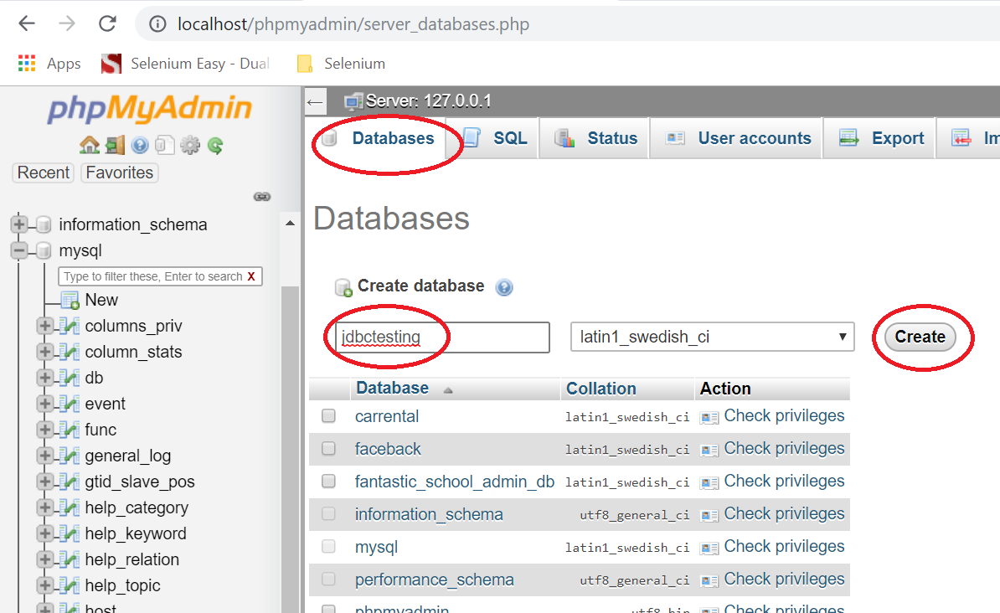 localhost/phpmyadmin/server_databases.php
Apps Selenium Easy - Dual Selenium
phpMyAdmin
Recent Favorites
information_schema
mysql
Type to filter these, Enter to search X
New
columns_priv
column_stats
db
event
func
general_log
gtid_slave_pos
help_category
help_keyword
help_relation
help_topic
host
Server: 127.0.0.1
Databases SQL Status User accounts Export Im
Databases
Create database
jdbctesting latin1_swedish_ci Create
Database Collation Action
carrental latin1_swedish_ci Check privileges
faceback latin1_swedish_ci Check privileges
fantastic_school_admin_db latin1_swedish_ci Check privileges
information_schema utf8_general_ci Check privileges
mysql latin1_swedish_ci Check privileges
performance_schema utf8_general_ci Check privileges
phpmyadmin utf8_bin Check privileges